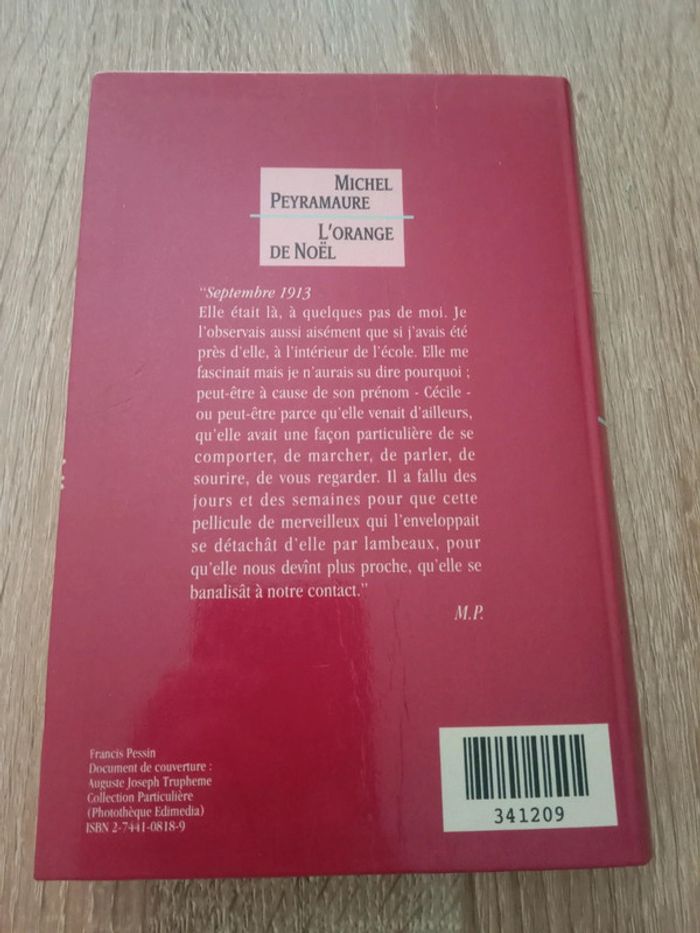 MICHEL
PEYRAMAURE
L'ORANGE
DE NOËL
“Septembre 1913
Elle était là, à quelques pas de moi. Je
l'observais aussi aisément que si j'avais été
près d'elle, à l'intérieur de l'école. Elle me
fascinait mais je n'aurais su dire pourquoi ;
peut-être à cause de son prénom - Cécile -
ou peut-être parce qu'elle venait d'ailleurs,
qu'elle avait une façon particulière de se
comporter, de marcher, de parler, de
sourire, de vous regarder. Il a fallu des
jours et des semaines pour que cette
pellicule de merveilleux qui l'enveloppait
se détachât d'elle par lambeaux, pour
qu'elle nous devînt plus proche, qu'elle se
banalisât à notre contact.”
M.P.
Francis Pessin
Document de couverture :
Auguste Joseph Trupheme
Collection Particulière
(Photothèque Edimedia)
ISBN 2-7441-0818-9
341209